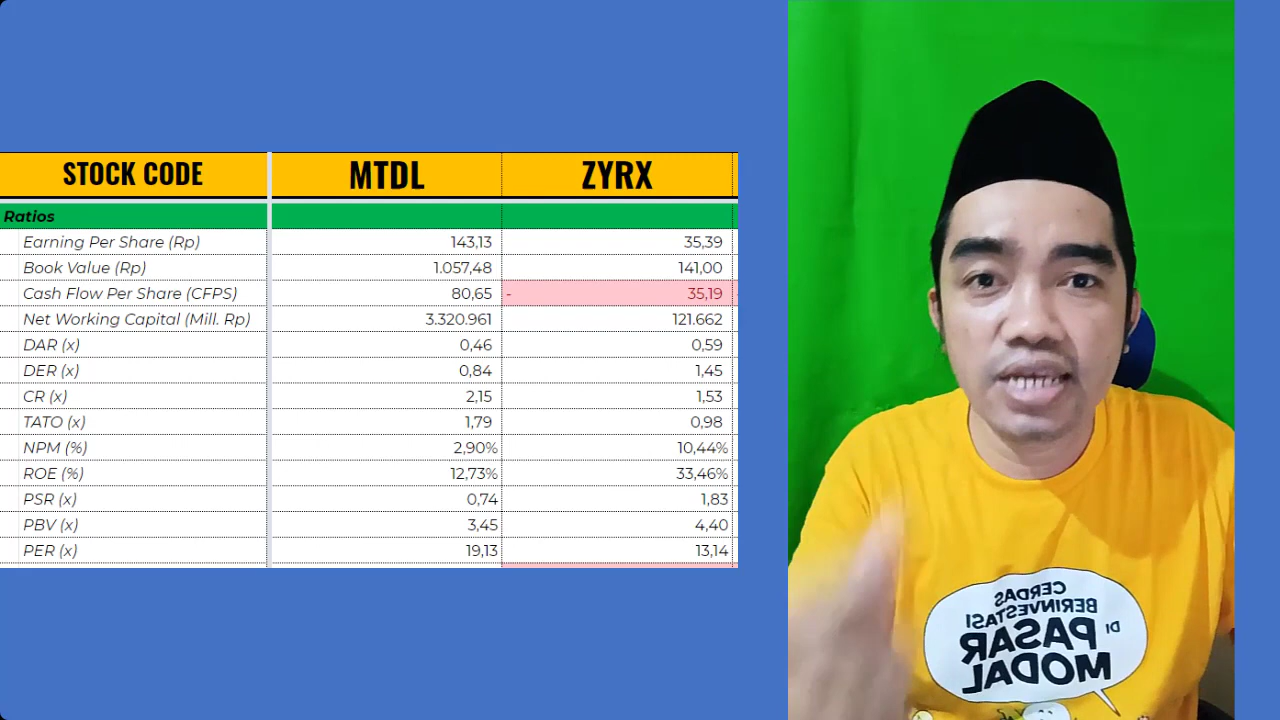 STOCK CODE MTDL ZYRX
Ratios
Earning Per Share (Rp) 143,13 35,39
Book Value (Rp) 1.057,48 141,00
Cash Flow Per Share (CFPS) 80,65 - 35,19
Net Working Capital (Mill. Rp) 3.320.961 121.662
DAR (x) 0,46 0,59
DER (x) 0,84 1,45
CR (x) 2,15 1,53
TATO (x) 1,79 0,98
NPM (%) 2,90% 10,44%
ROE (%) 12,73% 33,46%
PSR (x) 0,74 1,83
PBV (x) 3,45 4,40
PER (x) 19,13 13,14
CERDAS
BERINVESTASI
DI PASAR
MODAL